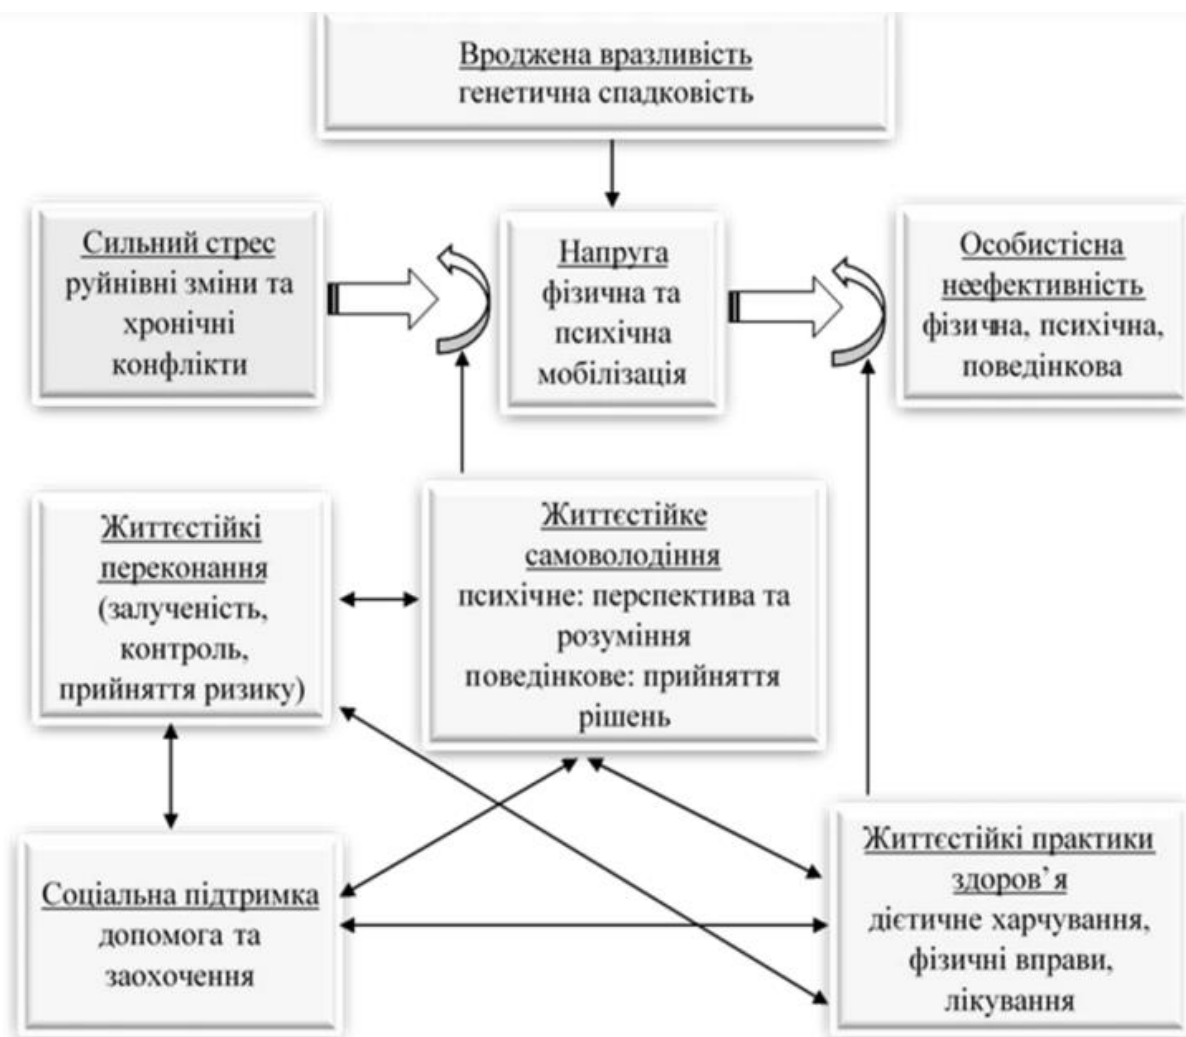 Вроджена вразливість
генетична спадковість
Сильний стрес
руйнівні зміни та
хронічні
конфлікти
Напруга
фізична та
психічна
мобілізація
Особистісна
неефективність
фізична, психічна,
поведінкова
Життєстійкі
переконання
(залученість,
контроль,
прийняття ризику)
Життєстійке
самоволодіння
психічне: перспектива та
розуміння
поведінкове: прийняття
рішень
Соціальна підтримка
допомога та
заохочення
Життєстійкі практики
здоров’я
дієтичне харчування,
фізичні вправи,
лікування